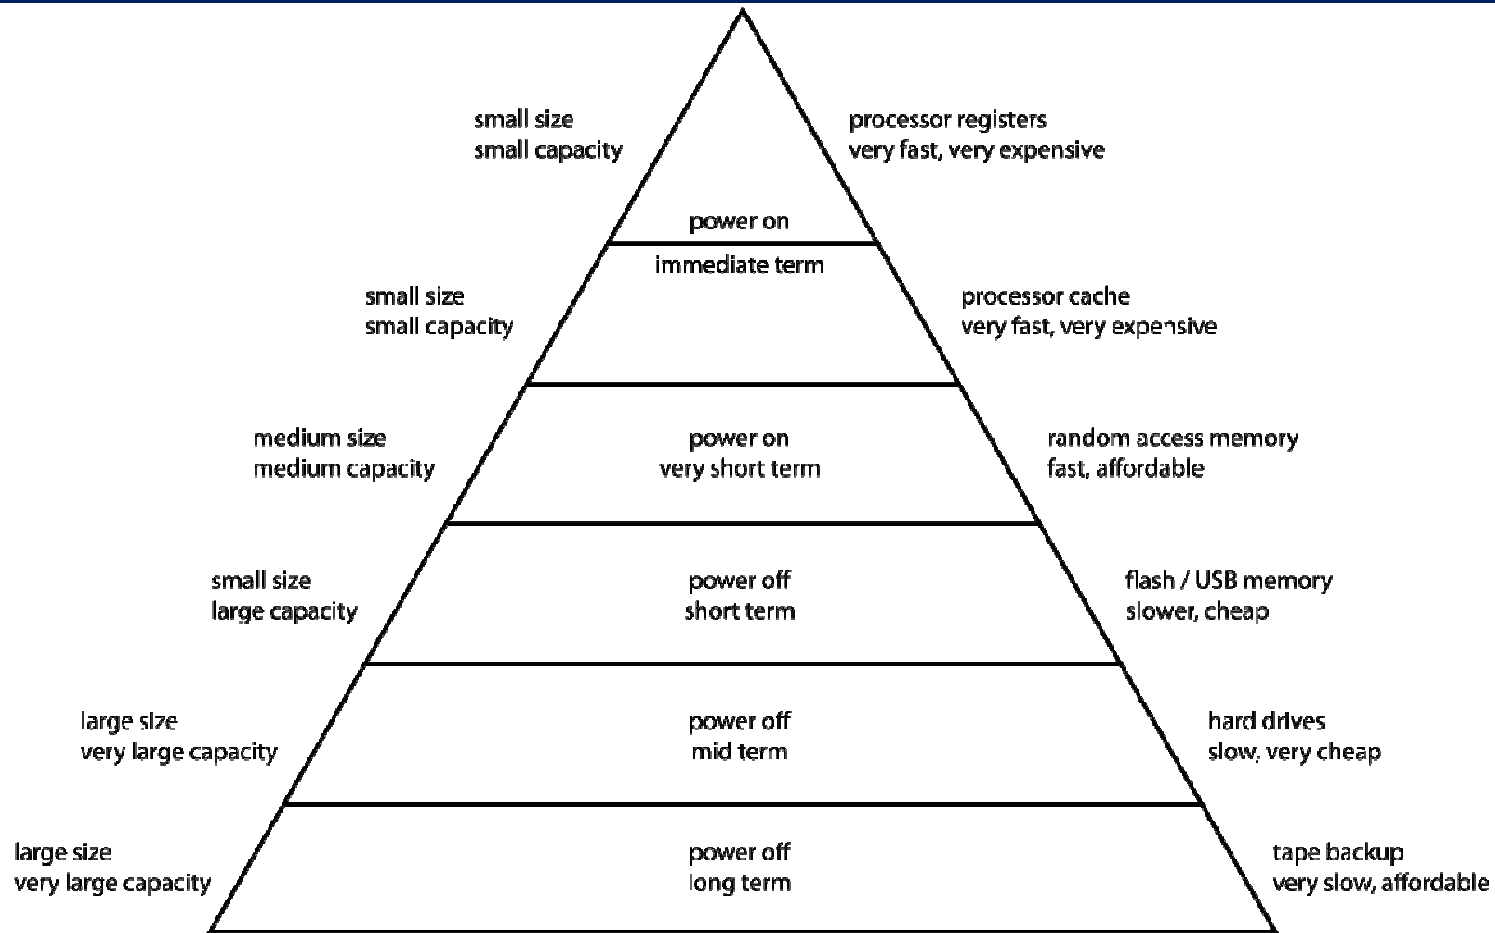 small size
small capacity
processor registers
very fast, very expensive
power on
immediate term
small size
small capacity
processor cache
very fast, very expensive
medium size
medium capacity
power on
very short term
random access memory
fast, affordable
small size
large capacity
power off
short term
flash / USB memory
slower, cheap
large size
very large capacity
power off
mid term
hard drives
slow, very cheap
large size
very large capacity
power off
long term
tape backup
very slow, affordable